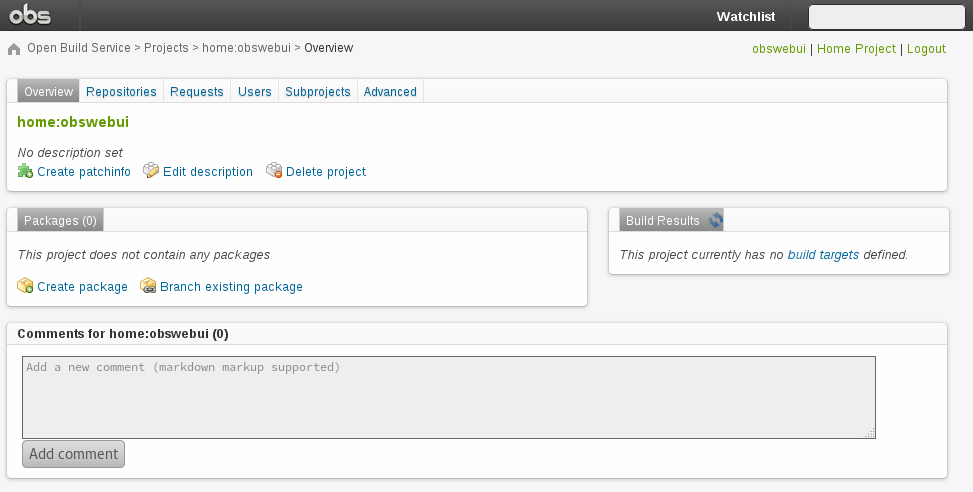 obs
Watchlist
Open Build Service > Projects > home:obswebui > Overview
obswebui | Home Project | Logout
Overview Repositories Requests Users Subprojects Advanced
home:obswebui
No description set
Create patchinfo Edit description Delete project
Packages (0)
This project does not contain any packages
Create package Branch existing package
Build Results
This project currently has no build targets defined.
Comments for home:obswebui (0)
Add a new comment (markdown markup supported)
Add comment